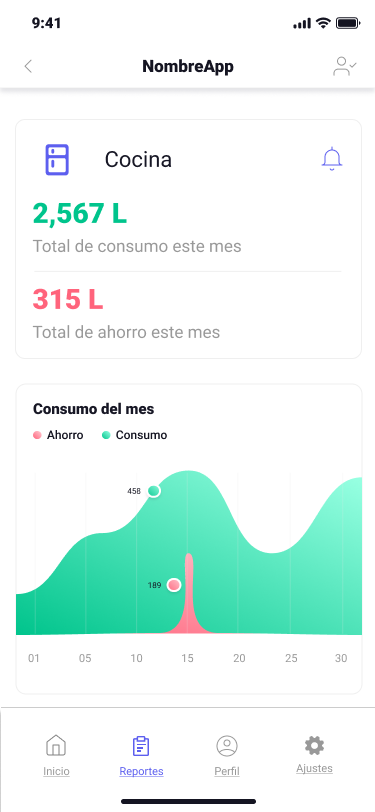 9:41
NombreApp
Cocina
2,567 L
Total de consumo este mes
315 L
Total de ahorro este mes
Consumo del mes
Ahorro Consumo
458
189
01 05 10 15 20 25 30
Inicio Reportes Perfil Ajustes